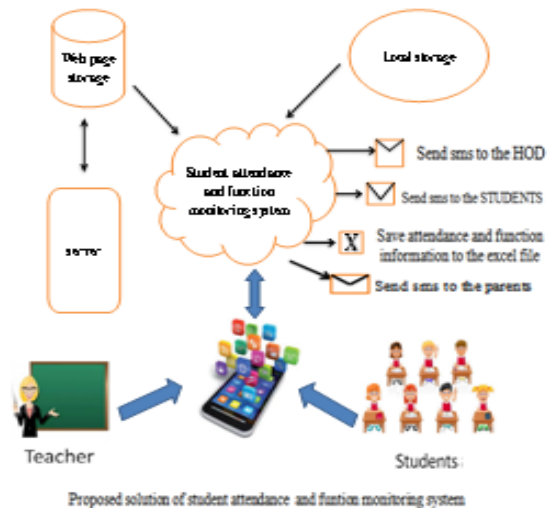 Web page
storage
Local storage
Student attendance
and function
monitoring system
server
Send sms to the HOD
Send sms to the STUDENTS
X
Save attendance and function
information to the excel file
Send sms to the parents
Teacher
Students
Proposed solution of student attendance and funtion monitoring system